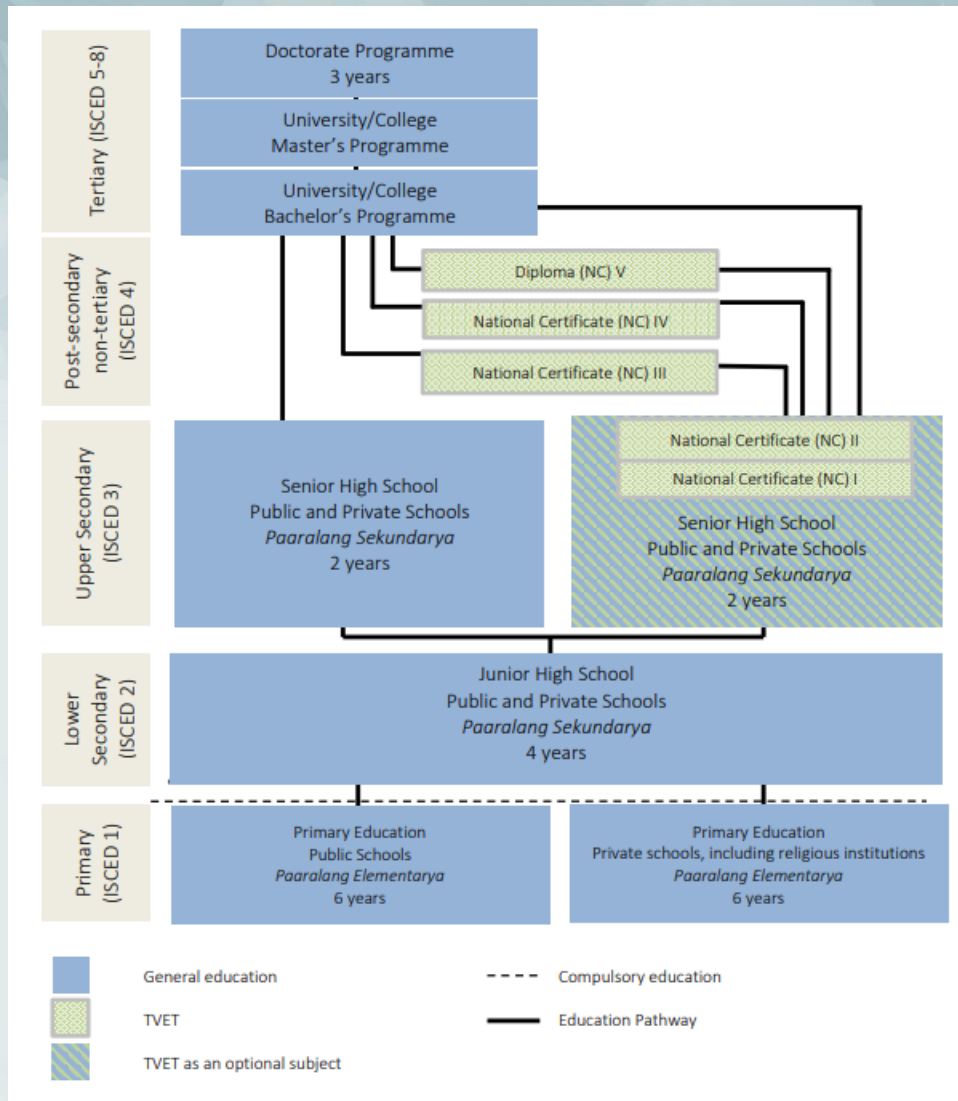 Tertiary (ISCED 5-8)
Doctorate Programme
3 years
University/College
Master's Programme
University/College
Bachelor's Programme
Post-secondary
non-tertiary
(ISCED 4)
Diploma (NC) V
National Certificate (NC) IV
National Certificate (NC) III
Upper Secondary
(ISCED 3)
Senior High School
Public and Private Schools
Paaralang Sekundarya
2 years
National Certificate (NC) II
National Certificate (NC) I
Senior High School
Public and Private Schools
Paaralang Sekundarya
2 years
Lower
Secondary
(ISCED 2)
Junior High School
Public and Private Schools
Paaralang Sekundarya
4 years
Primary
(ISCED 1)
Primary Education
Public Schools
Paaralang Elementarya
6 years
Primary Education
Private schools, including religious institutions
Paaralang Elementarya
6 years
General education
Compulsory education
TVET
Education Pathway
TVET as an optional subject